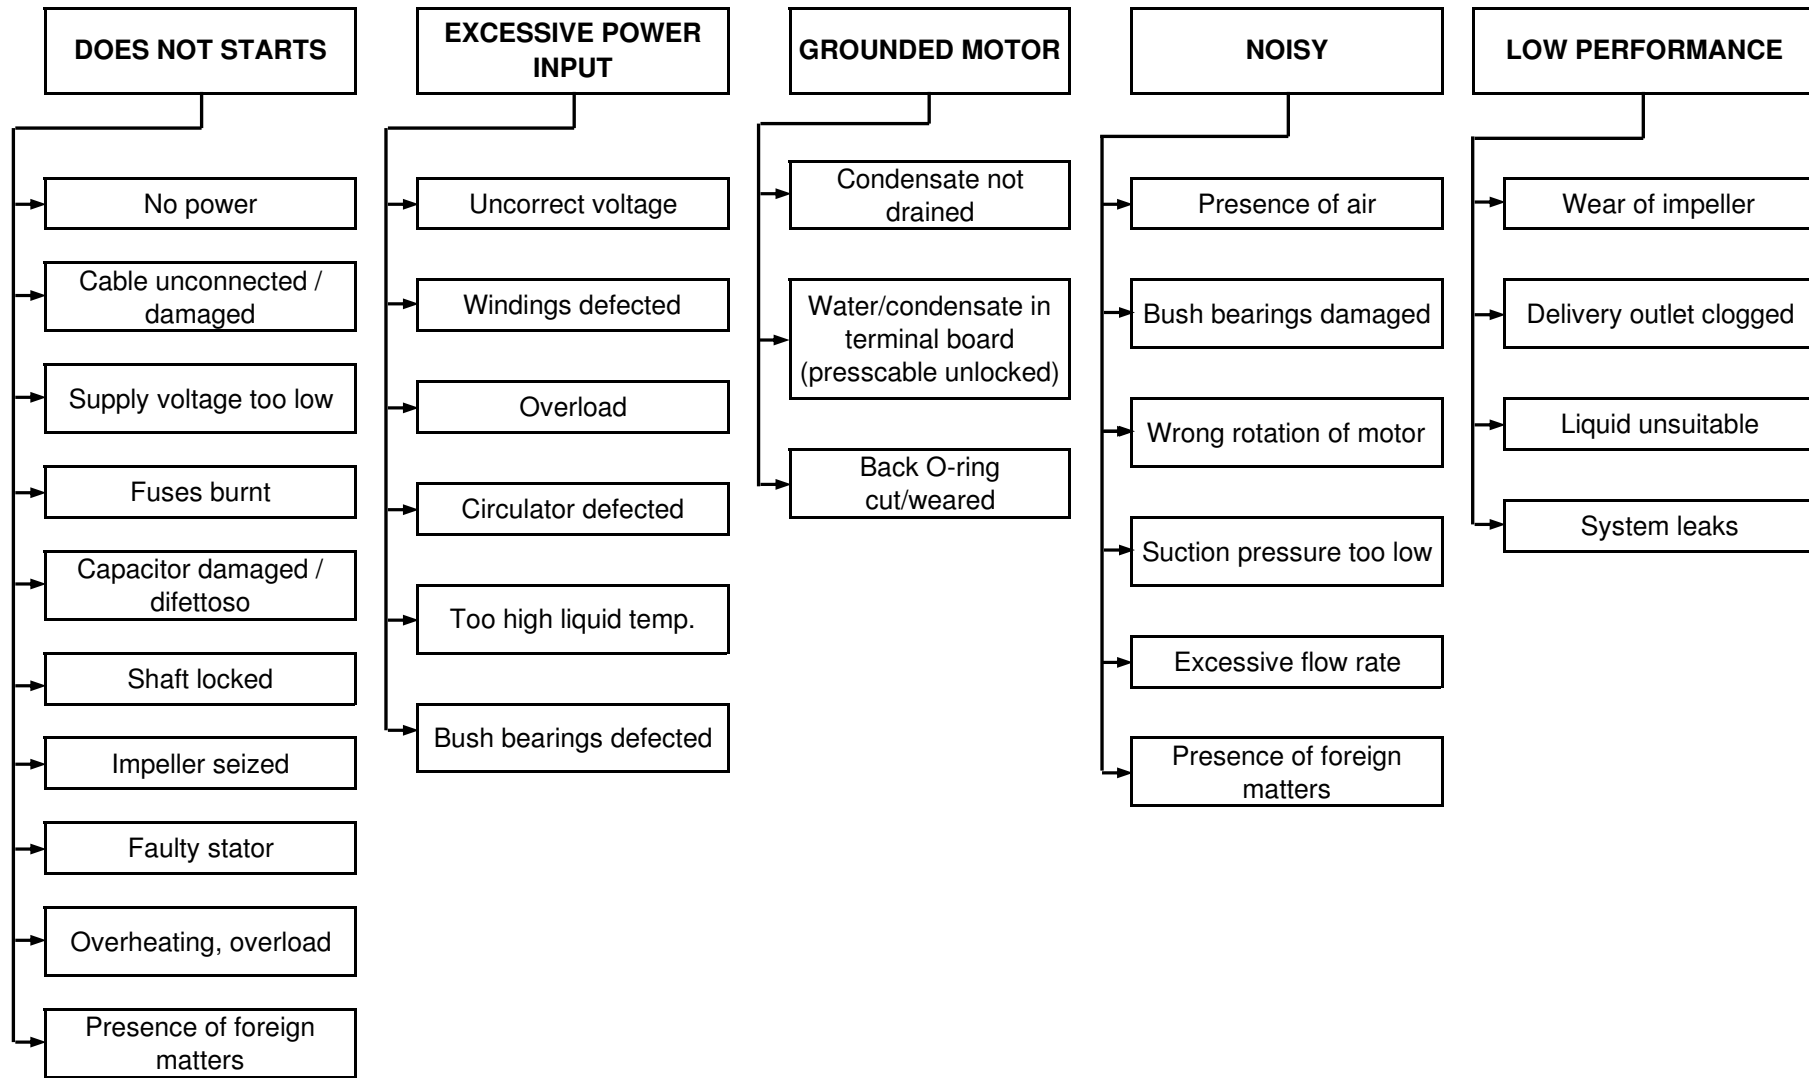 DOES NOT STARTS
No power
Cable unconnected /
damaged
Supply voltage too low
Fuses burnt
Capacitor damaged /
difettoso
Shaft locked
Impeller seized
Faulty stator
Overheating, overload
Presence of foreign
matters
EXCESSIVE POWER
INPUT
Uncorrect voltage
Windings defected
Overload
Circulator defected
Too high liquid temp.
Bush bearings defected
GROUNDED MOTOR
Condensate not
drained
Water/condensate in
terminal board
(presscable unlocked)
Back O-ring
cut/weared
NOISY
Presence of air
Bush bearings damaged
Wrong rotation of motor
Suction pressure too low
Excessive flow rate
Presence of foreign
matters
LOW PERFORMANCE
Wear of impeller
Delivery outlet clogged
Liquid unsuitable
System leaks